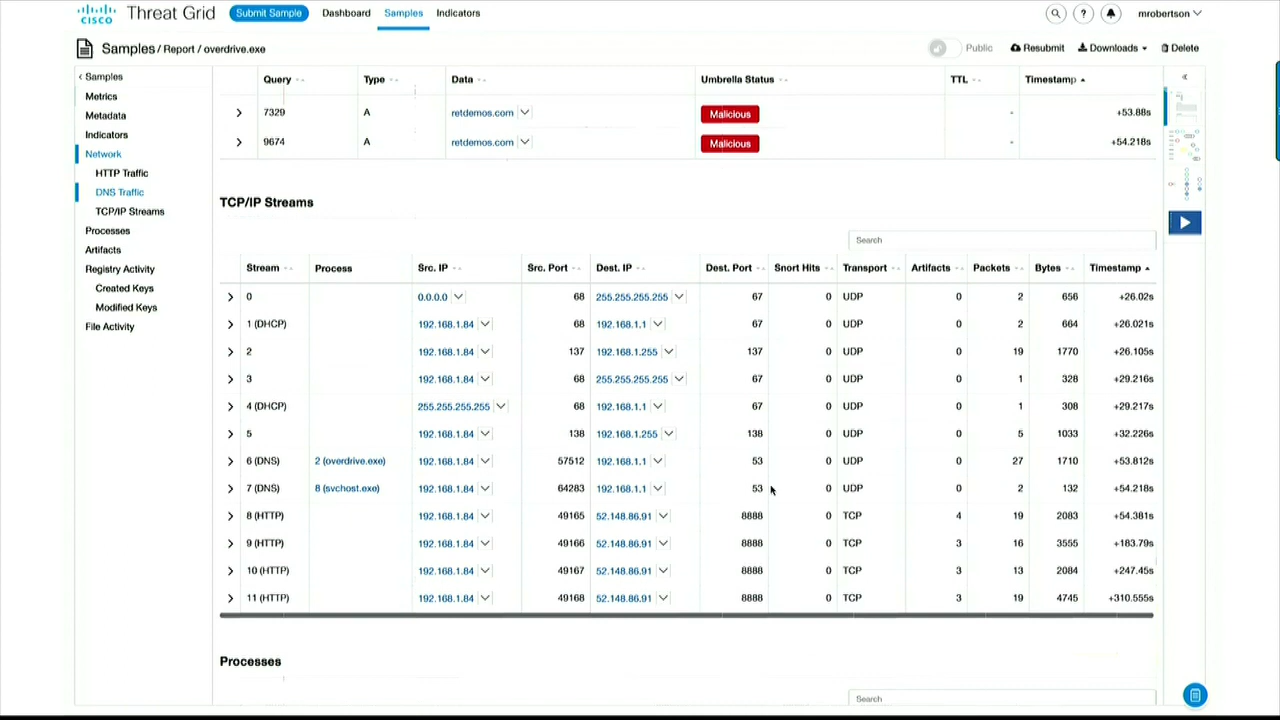 CISCO Threat Grid Submit Sample Dashboard Samples Indicators ? mrobertson
Samples / Report / overdrive.exe Public Resubmit Downloads Delete
Samples
Metrics
Metadata
Indicators
Network
HTTP Traffic
DNS Traffic
TCP/IP Streams
Processes
Artifacts
Registry Activity
Created Keys
Modified Keys
File Activity
Query Type Data Umbrella Status TTL Timestamp
7329 A retdemos.com Malicious - +53.88s
9674 A retdemos.com Malicious - +54.218s
TCP/IP Streams
Search
Stream Process Src. IP Src. Port Dest. IP Dest. Port Snort Hits Transport Artifacts Packets Bytes Timestamp
0 0.0.0.0 68 255.255.255.255 67 0 UDP 0 2 656 +26.02s
1 (DHCP) 192.168.1.84 68 192.168.1.1 67 0 UDP 0 2 664 +26.021s
2 192.168.1.84 137 192.168.1.255 137 0 UDP 0 19 1770 +26.105s
3 192.168.1.84 68 255.255.255.255 67 0 UDP 0 1 328 +29.216s
4 (DHCP) 255.255.255.255 68 192.168.1.1 67 0 UDP 0 1 308 +29.217s
5 192.168.1.84 138 192.168.1.255 138 0 UDP 0 5 1033 +32.226s
6 (DNS) 2 (overdrive.exe) 192.168.1.84 57512 192.168.1.1 53 0 UDP 0 27 1710 +53.812s
7 (DNS) 8 (svchost.exe) 192.168.1.84 64283 192.168.1.1 53 0 UDP 0 2 132 +54.218s
8 (HTTP) 192.168.1.84 49165 52.148.86.91 8888 0 TCP 4 19 2083 +54.381s
9 (HTTP) 192.168.1.84 49166 52.148.86.91 8888 0 TCP 3 16 3555 +183.79s
10 (HTTP) 192.168.1.84 49167 52.148.86.91 8888 0 TCP 3 13 2084 +247.45s
11 (HTTP) 192.168.1.84 49168 52.148.86.91 8888 0 TCP 3 19 4745 +310.555s
Processes
Search